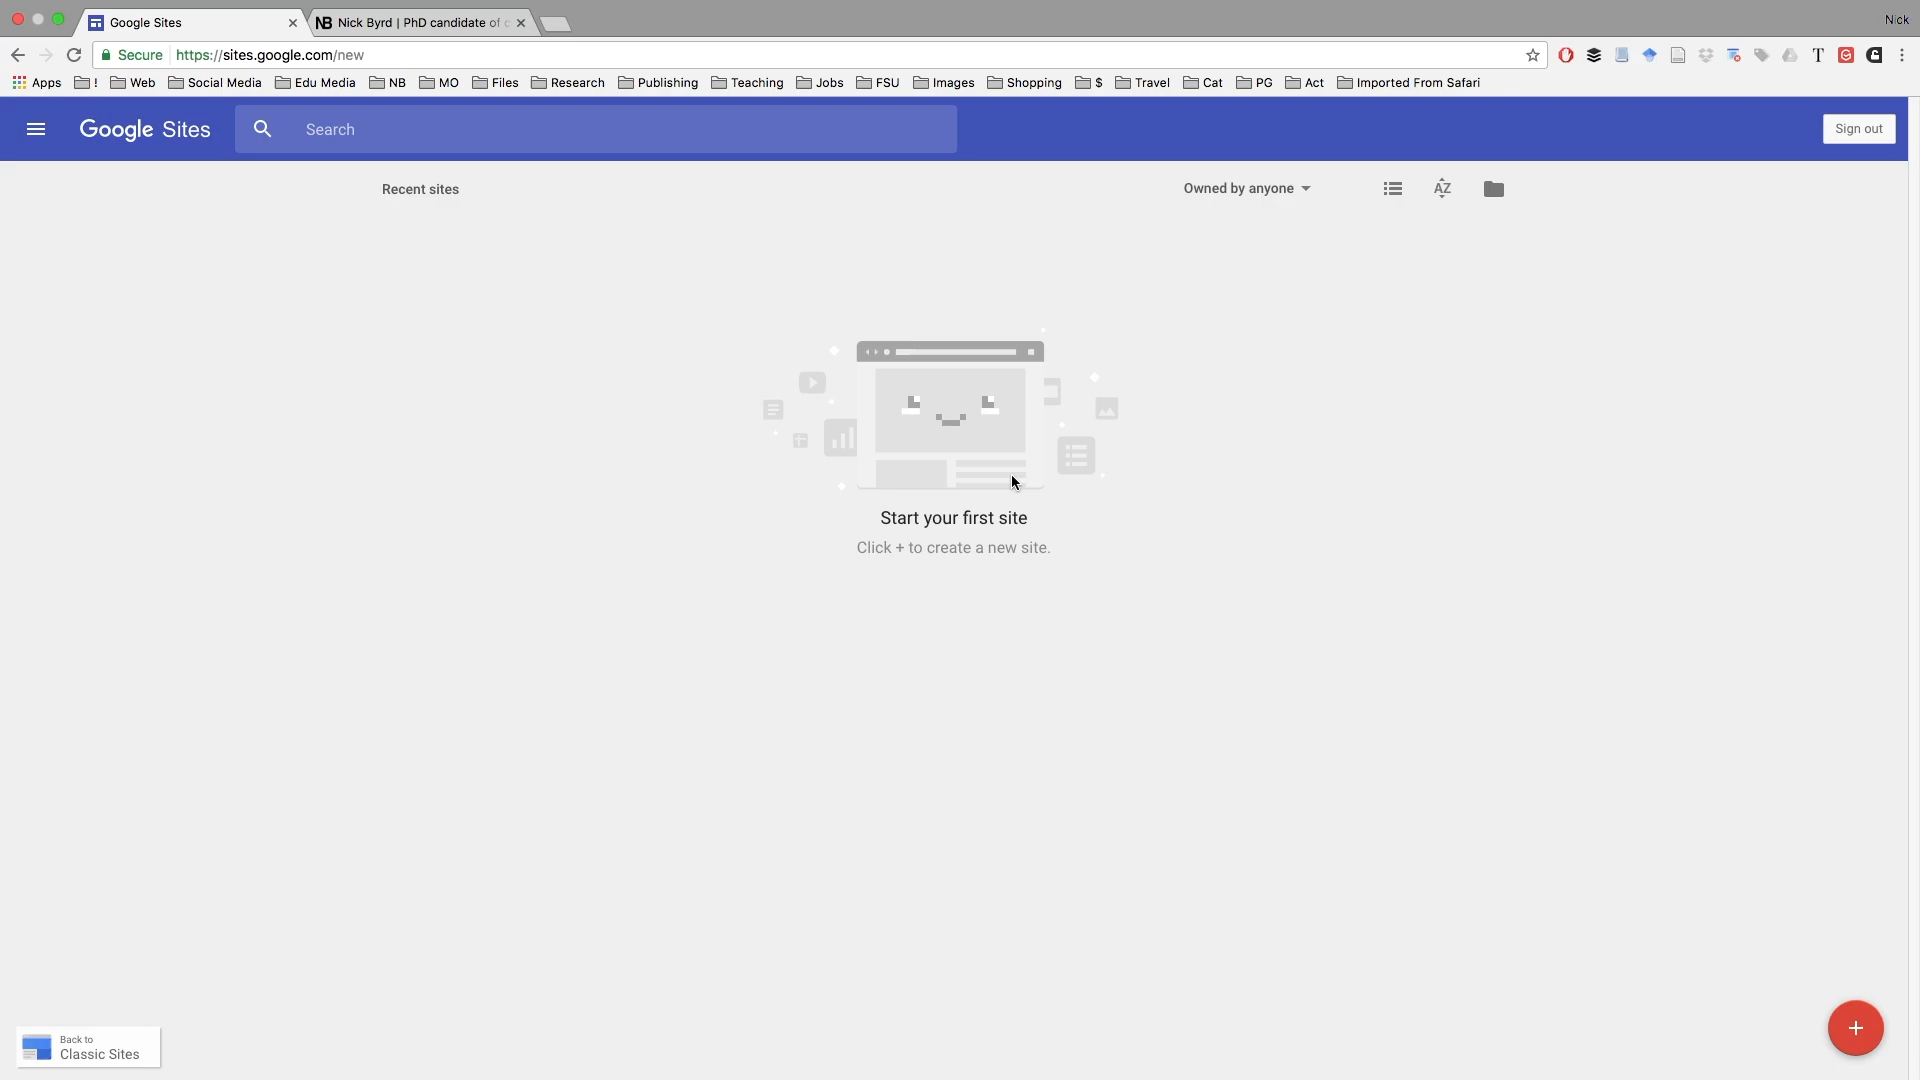 Google Sites
NB Nick Byrd | PhD candidate of c
Nick
Secure https://sites.google.com/new
Apps ! Web Social Media Edu Media NB MO Files Research Publishing Teaching Jobs FSU Images Shopping $ Travel Cat PG Act Imported From Safari
Google Sites Search Sign out
Recent sites Owned by anyone AZ
Start your first site
Click + to create a new site.
Back to
Classic Sites